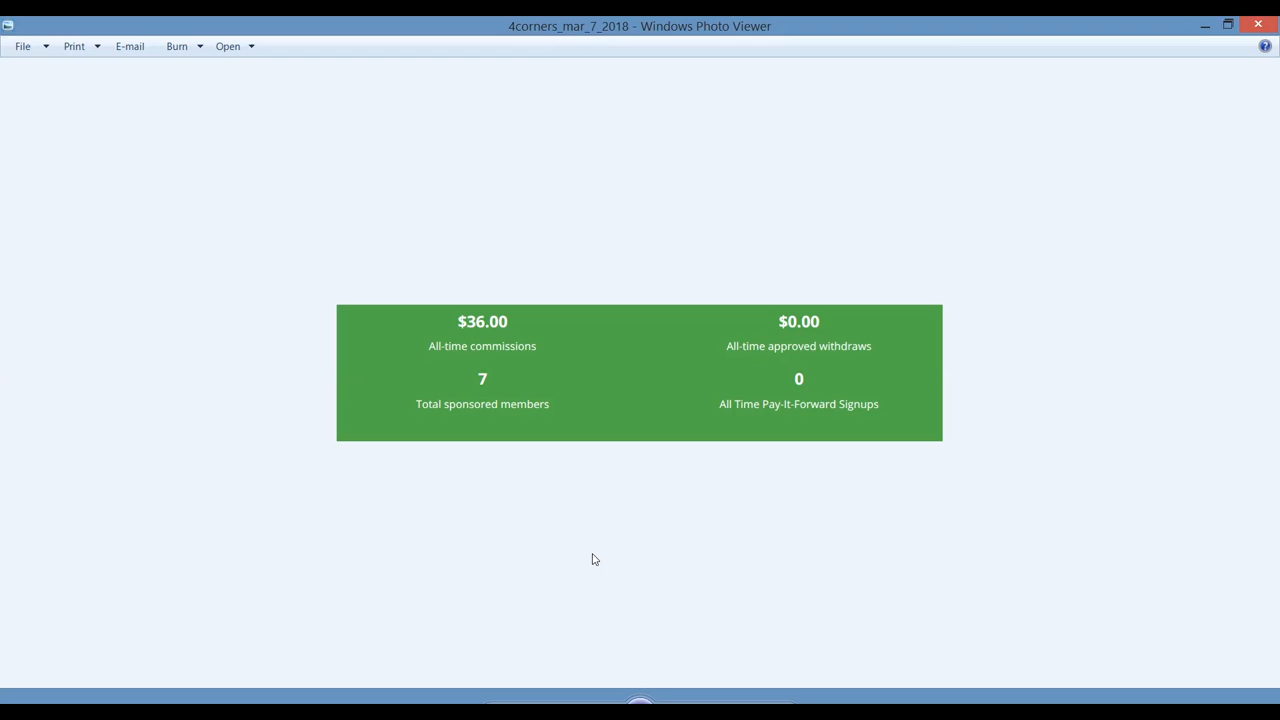 4corners_mar_7_2018 - Windows Photo Viewer
File Print E-mail Burn Open
$36.00 $0.00
All-time commissions All-time approved withdraws
7 0
Total sponsored members All Time Pay-It-Forward Signups